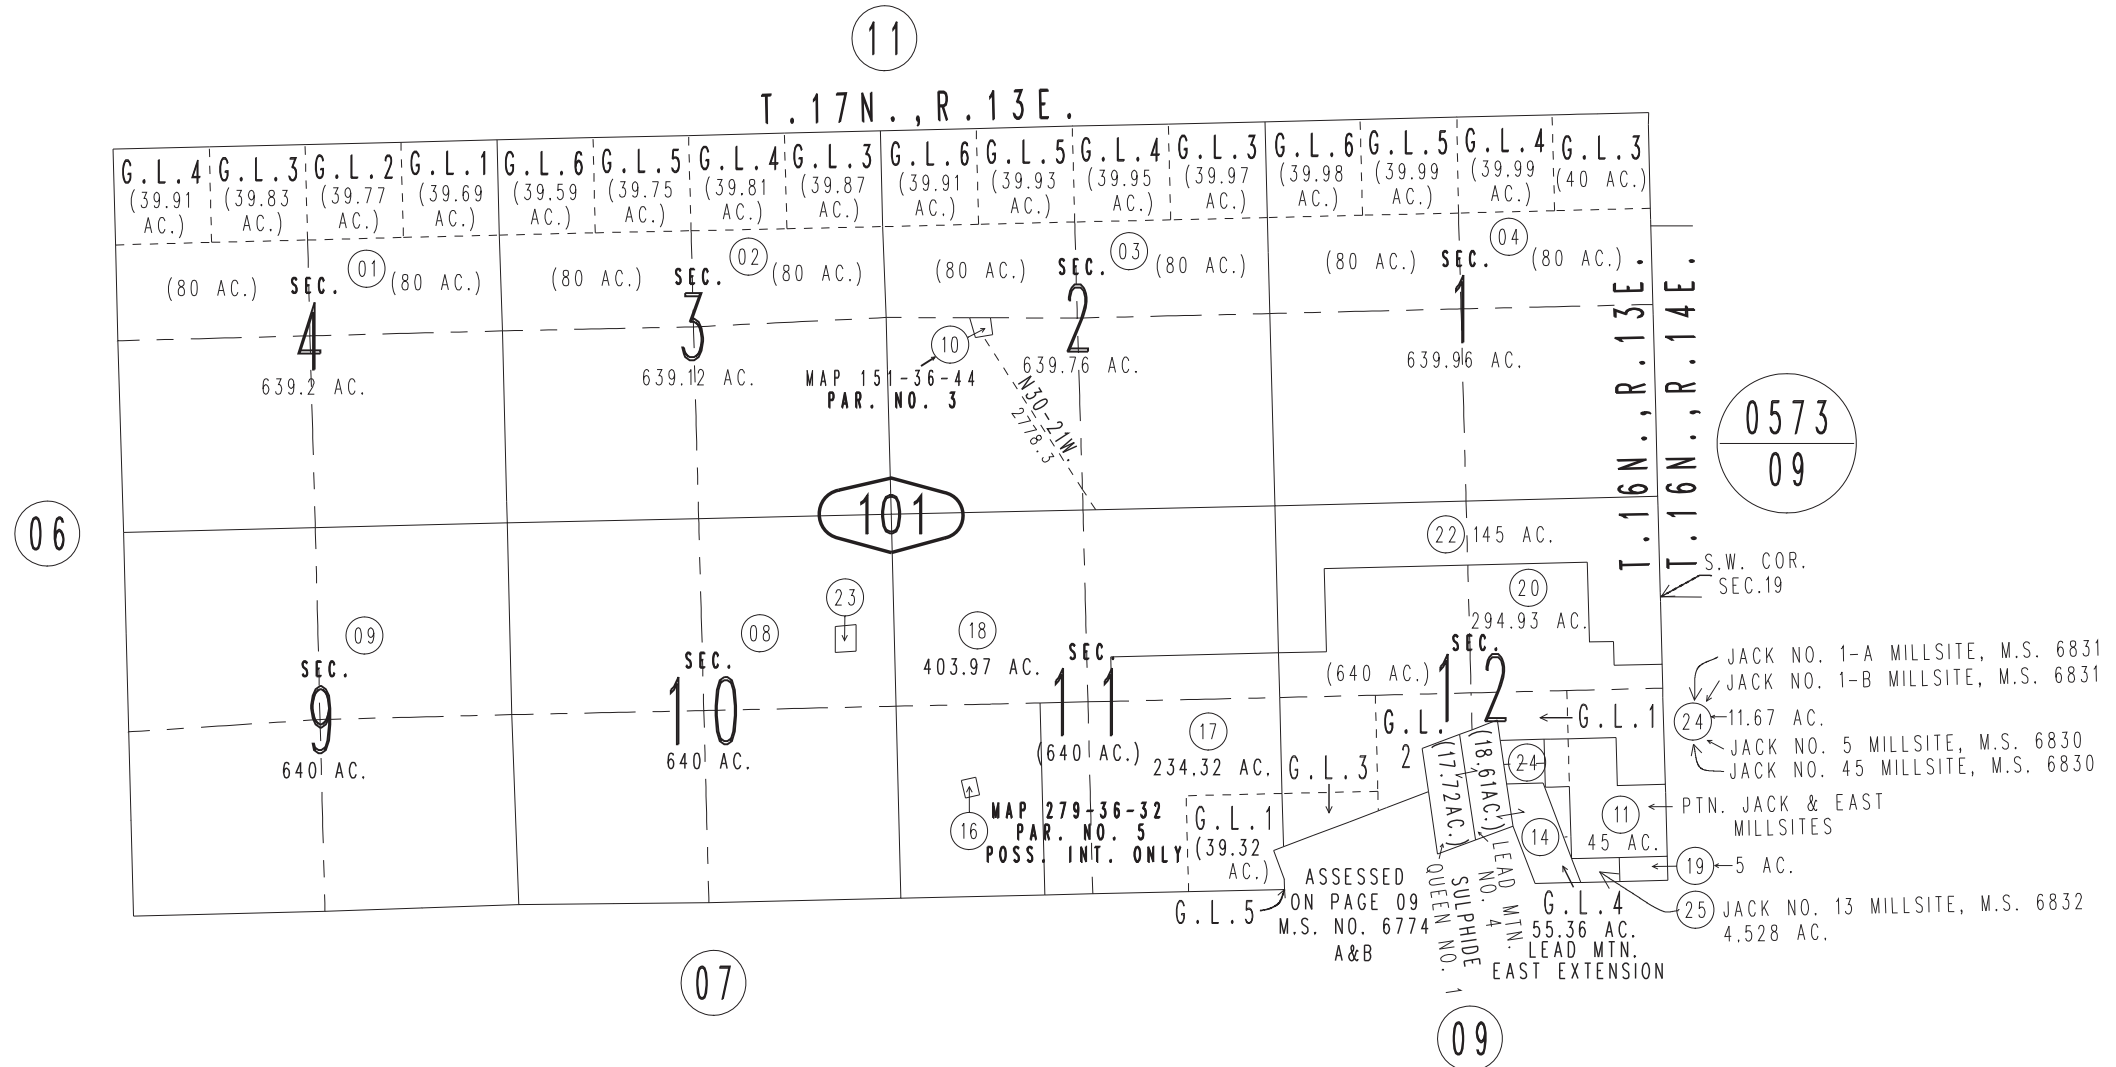 11
T.17N.,R.13E.
G.L.4 G.L.3 G.L.2 G.L.1 G.L.6 G.L.5 G.L.4 G.L.3 G.L.6 G.L.5 G.L.4 G.L.3 G.L.6 G.L.5 G.L.4 G.L.3
(39.91 (39.83 (39.77 (39.69 (39.59 (39.75 (39.81 (39.87 (39.91 (39.93 (39.95 (39.97 (39.98 (39.99 (39.99 (40 AC.)
AC.) AC.) AC.) AC.) AC.) AC.) AC.) AC.) AC.) AC.) AC.) AC.) AC.) AC.) AC.)
01 02 03 04
(80 AC.) SEC. (80 AC.) (80 AC.) SEC. (80 AC.) (80 AC.) SEC. (80 AC.) (80 AC.) SEC. (80 AC.)
4 3 2 1
639.2 AC. 639.12 AC. 639.76 AC. 639.96 AC.
10
MAP 151-36-44
PAR. NO. 3
N30-21W.
2778.3
T.16N.,R.13E.
T.16N.,R.14E.
0573
09
06
101
22 145 AC.
S.W. COR.
SEC.19
23
20
294.93 AC.
09 08 18
403.97 AC.
SEC. SEC. SEC. SEC.
9 10 11 12
(640 AC.)
640 AC. 640 AC. (640 AC.)
17
234.32 AC.
G.L.
2
G.L.1
G.L.3
JACK NO. 1-A MILLSITE, M.S. 6831
JACK NO. 1-B MILLSITE, M.S. 6831
24 11.67 AC.
JACK NO. 5 MILLSITE, M.S. 6830
JACK NO. 45 MILLSITE, M.S. 6830
(17.72AC.)
(18.61AC.)
24
16
MAP 279-36-32
PAR. NO. 5
POSS. INT. ONLY
G.L.1
(39.32
AC.)
14
11
45 AC.
PTN. JACK & EAST
MILLSITES
19 5 AC.
G.L.5
ASSESSED
ON PAGE 09
M.S. NO. 6774
A&B
QUEEN NO. 1
SULPHIDE
NO. 4
LEAD MTN.
G.L.4
55.36 AC.
LEAD MTN.
EAST EXTENSION
25 JACK NO. 13 MILLSITE, M.S. 6832
4.528 AC.
07
09